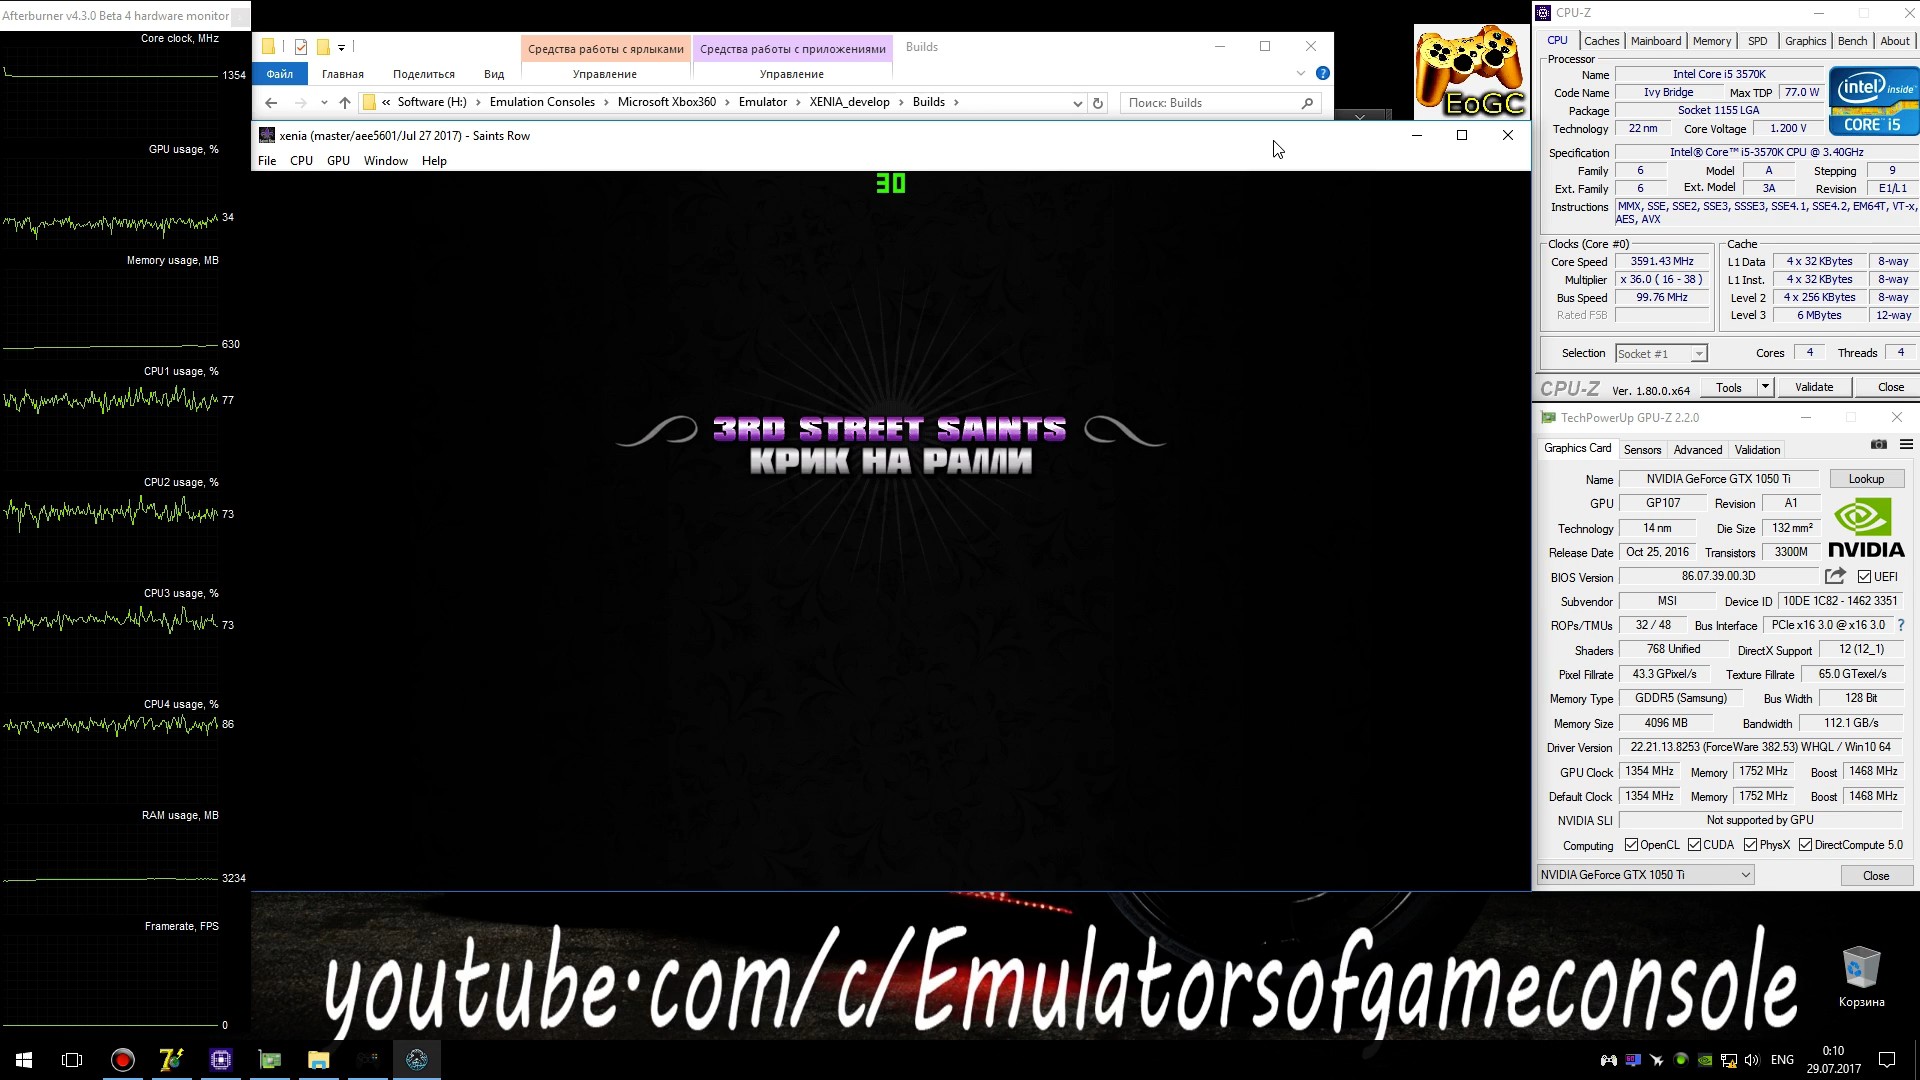 Afterburner v4.3.0 Beta 4 hardware monitor
Core clock, MHz
1354
GPU usage, %
34
Memory usage, MB
630
CPU1 usage, %
77
CPU2 usage, %
73
CPU3 usage, %
73
CPU4 usage, %
86
RAM usage, MB
3234
Framerate, FPS
0
Средства работы с ярлыками
Средства работы с приложениями
Builds
Файл
Главная
Поделиться
Вид
Управление
Управление
« Software (H:) > Emulation Consoles > Microsoft Xbox360 > Emulator > XENIA_develop > Builds >
Поиск: Builds
EoGC
xenia (master/aee5601/Jul 27 2017) - Saints Row
File CPU GPU Window Help
30
3RD STREET SAINTS
КРИК НА РАЛЛИ
CPU-Z
CPU Caches Mainboard Memory SPD Graphics Bench About
Processor
Name Intel Core i5 3570K
Code Name Ivy Bridge Max TDP 77.0 W
Package Socket 1155 LGA
Technology 22 nm Core Voltage 1.200 V
intel inside™
CORE i5
Specification Intel® Core™ i5-3570K CPU @ 3.40GHz
Family 6 Model A Stepping 9
Ext. Family 6 Ext. Model 3A Revision E1/L1
Instructions MMX, SSE, SSE2, SSE3, SSSE3, SSE4.1, SSE4.2, EM64T, VT-x,
AES, AVX
Clocks (Core #0)
Core Speed 3591.43 MHz
Multiplier x 36.0 ( 16 - 38 )
Bus Speed 99.76 MHz
Rated FSB
Cache
L1 Data 4 x 32 KBytes 8-way
L1 Inst. 4 x 32 KBytes 8-way
Level 2 4 x 256 KBytes 8-way
Level 3 6 MBytes 12-way
Selection Socket #1 Cores 4 Threads 4
CPU-Z Ver. 1.80.0.x64 Tools Validate Close
TechPowerUp GPU-Z 2.2.0
Graphics Card Sensors Advanced Validation
Name NVIDIA GeForce GTX 1050 Ti Lookup
GPU GP107 Revision A1
Technology 14 nm Die Size 132 mm²
Release Date Oct 25, 2016 Transistors 3300M
NVIDIA
BIOS Version 86.07.39.00.3D UEFI
Subvendor MSI Device ID 10DE 1C82 - 1462 3351
ROPs/TMUs 32 / 48 Bus Interface PCIe x16 3.0 @ x16 3.0 ?
Shaders 768 Unified DirectX Support 12 (12_1)
Pixel Fillrate 43.3 GPixel/s Texture Fillrate 65.0 GTexel/s
Memory Type GDDR5 (Samsung) Bus Width 128 Bit
Memory Size 4096 MB Bandwidth 112.1 GB/s
Driver Version 22.21.13.8253 (ForceWare 382.53) WHQL / Win10 64
GPU Clock 1354 MHz Memory 1752 MHz Boost 1468 MHz
Default Clock 1354 MHz Memory 1752 MHz Boost 1468 MHz
NVIDIA SLI Not supported by GPU
Computing OpenCL CUDA PhysX DirectCompute 5.0
NVIDIA GeForce GTX 1050 Ti Close
youtube.com/c/Emulatorsofgameconsole
Корзина
ENG
0:10
29.07.2017